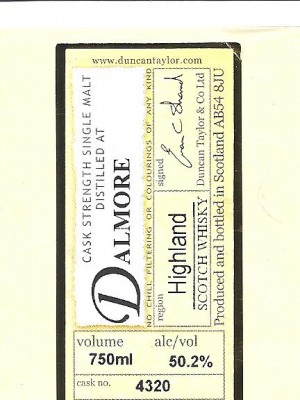 www.duncantaylor.com
CASK STRENGTH SINGLE MALT
DISTILLED AT
DALMORE
NO CHILL FILTERING OR COLOURINGS OF ANY KIND
signed
Duncan Taylor & Co Ltd
region
Highland
SCOTCH WHISKY
Produced and bottled in Scotland AB54 8JU
volume
alc/vol
750ml
50.2%
cask no.
4320